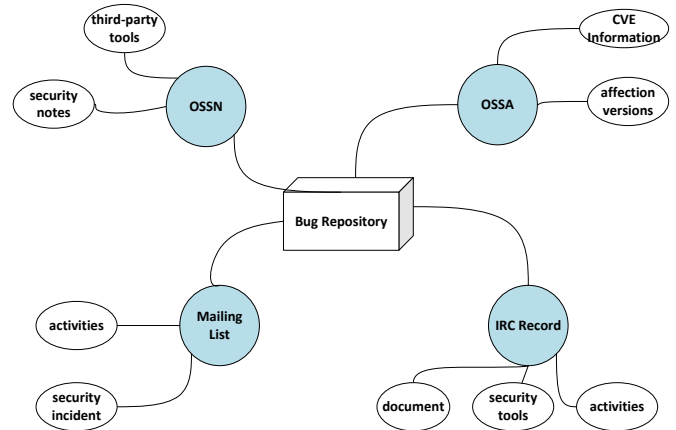 third-party
tools
security
notes
OSSN
CVE
Information
OSSA
affection
versions
Bug Repository
Mailing
List
activities
security
incident
IRC Record
document
security
tools
activities